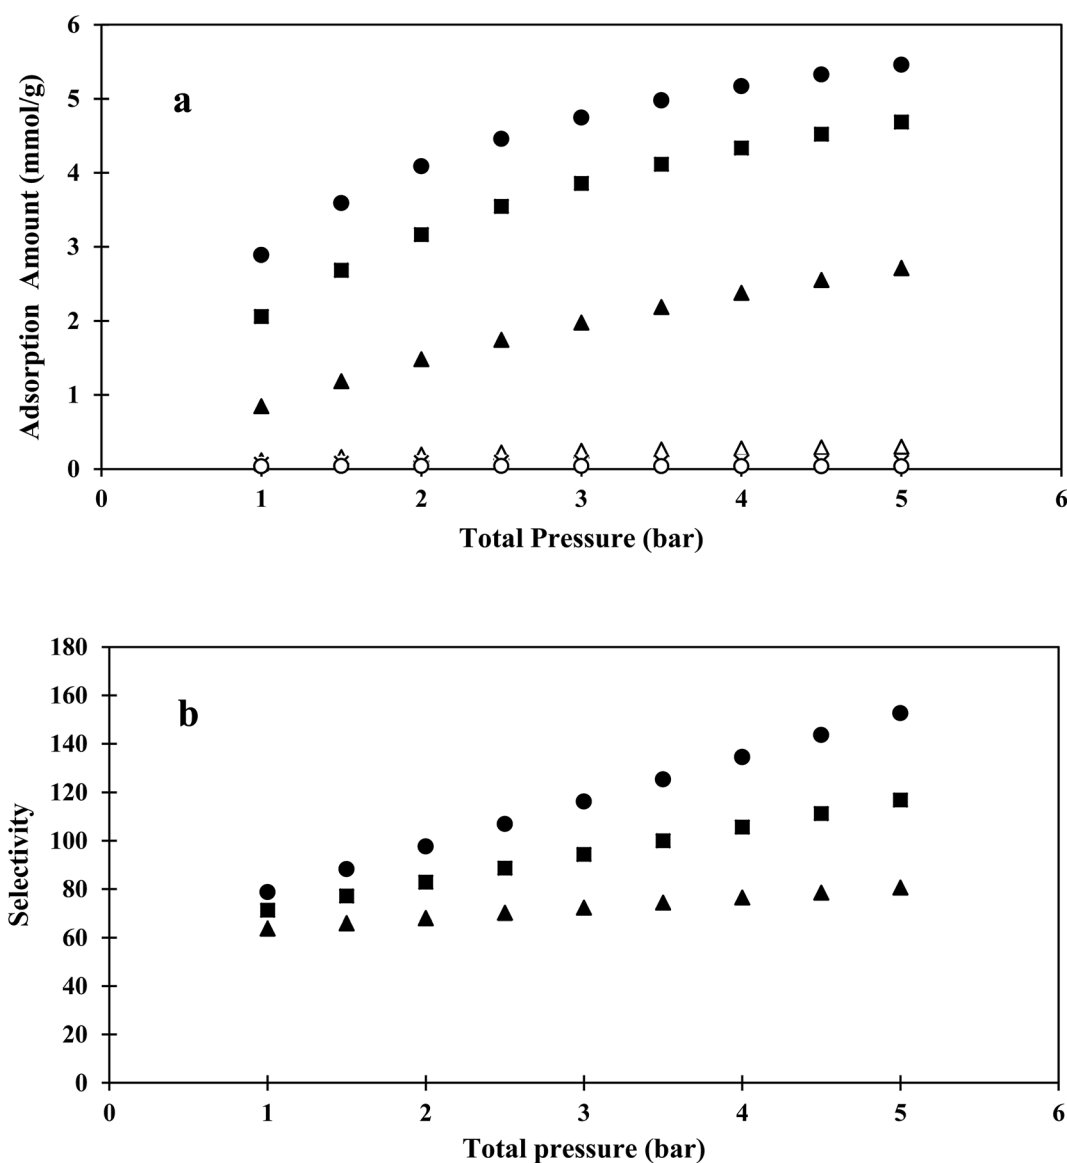 6
5
a
4
3
2
1
0
Adsorption Amount (mmol/g)
0 1 2 3 4 5 6
Total Pressure (bar)
180
160
b
140
120
100
80
60
40
20
0
Selectivity
0 1 2 3 4 5 6
Total pressure (bar)